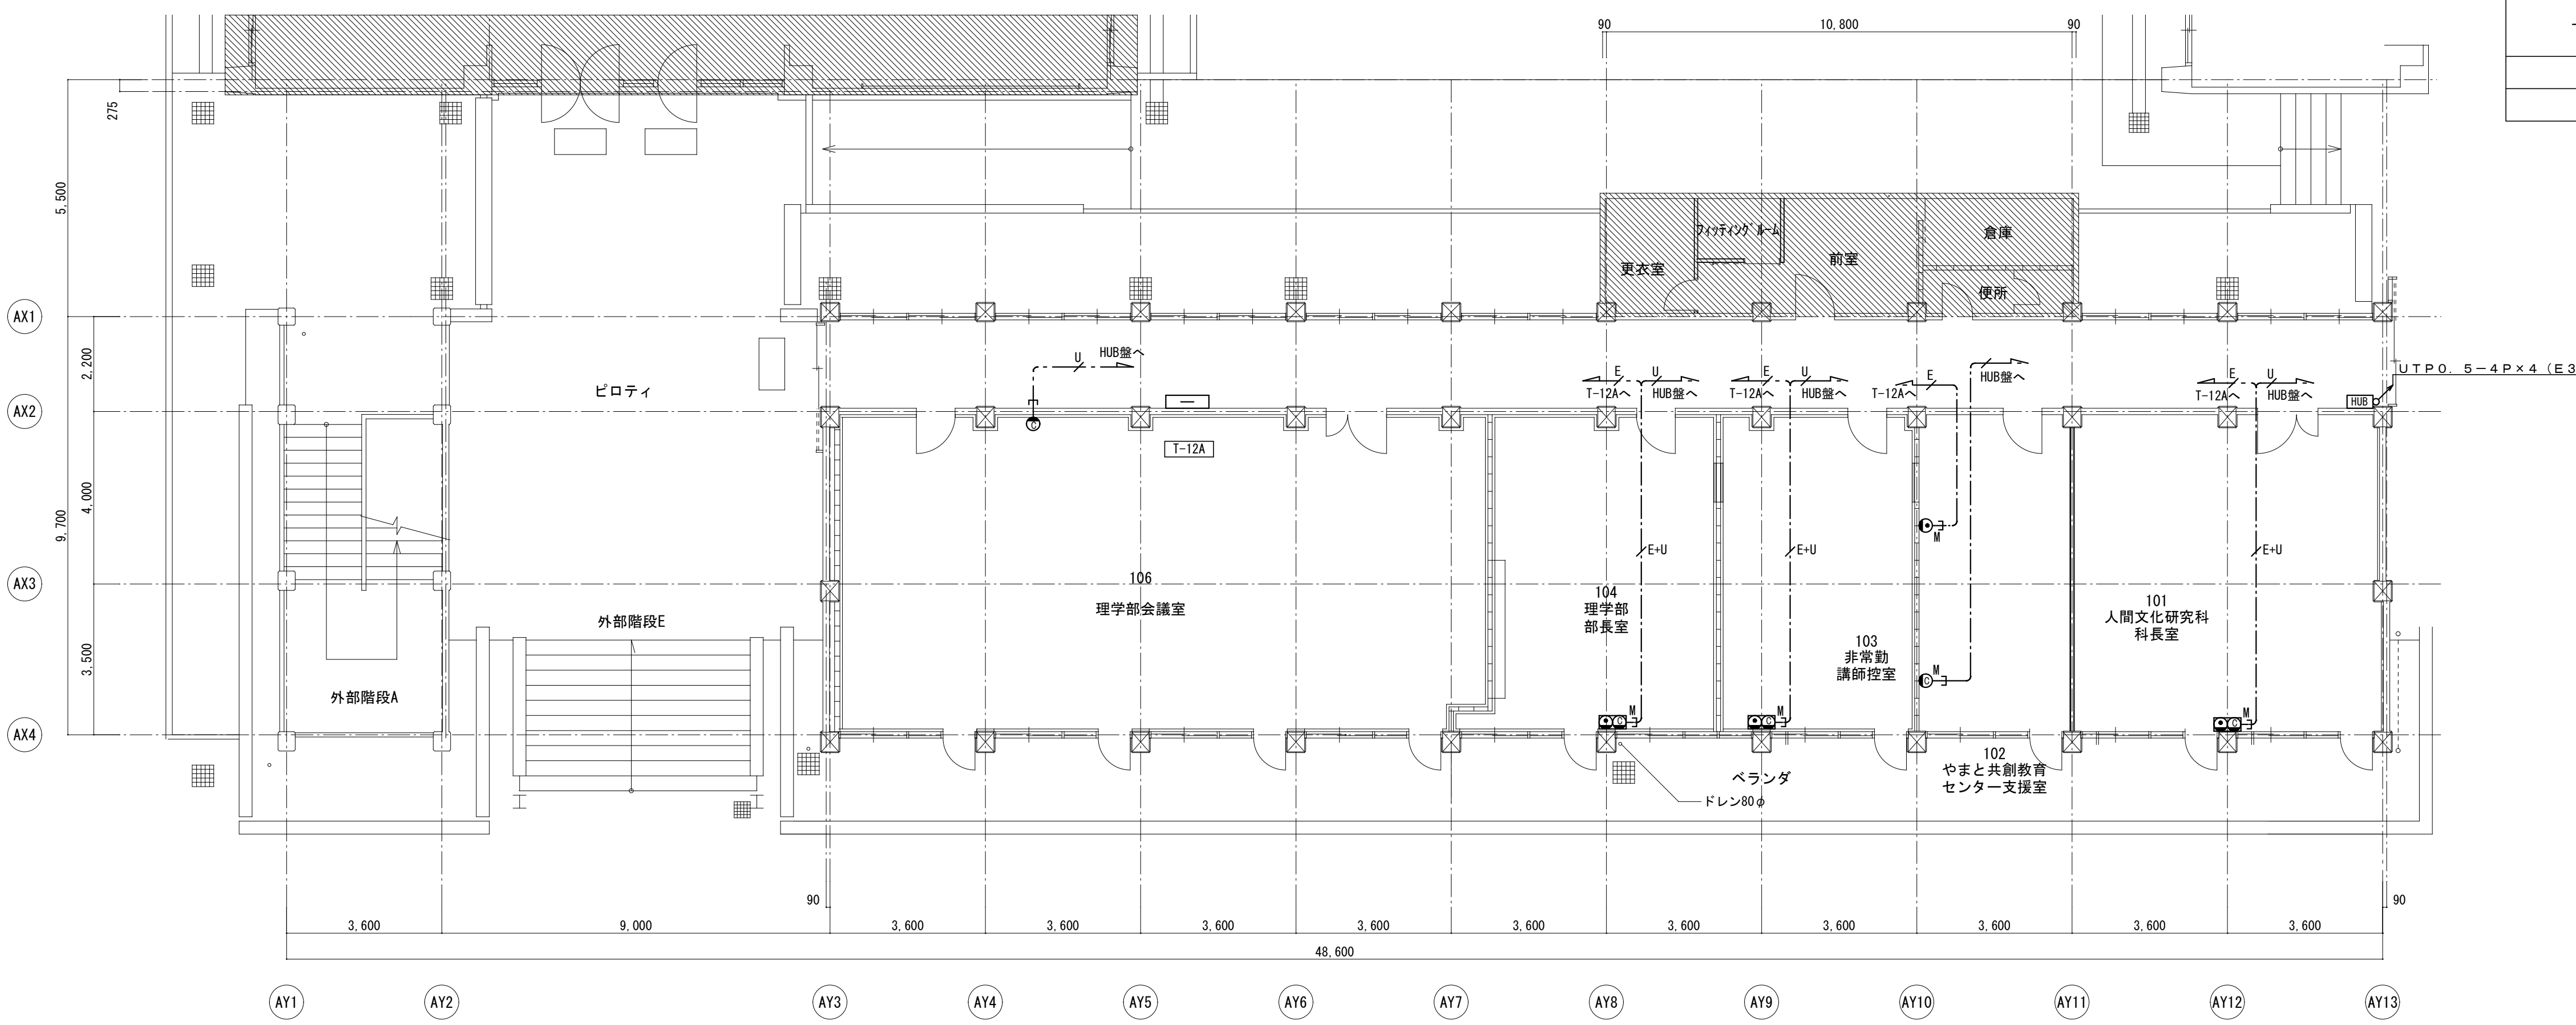 90
10,800
90
275
5,500
フィッティングﾞルーム
倉庫
更衣室
前室
便所
AX1
2,200
U
HUB盤へ
E
U
T-12Aへ
HUB盤へ
E
U
T-12Aへ
HUB盤へ
E
T-12Aへ
HUB盤へ
E
U
T-12Aへ
HUB盤へ
UTP0.5-4P×4(E3
HUB
ピロティ
AX2
C
T-12A
4,000
9,700
M
E+U
E+U
E+U
AX3
106
理学部会議室
104
理学部
部長室
103
非常勤
講師控室
101
人間文化研究科
科長室
外部階段E
3,500
外部階段A
M
C
M
C
M
C
M
C
AX4
102
やまと共創教育
センター支援室
ベランダ
ドレン80φ
90
90
3,600
9,000
3,600
3,600
3,600
3,600
3,600
3,600
3,600
3,600
3,600
3,600
48,600
AY1
AY2
AY3
AY4
AY5
AY6
AY7
AY8
AY9
AY10
AY11
AY12
AY13